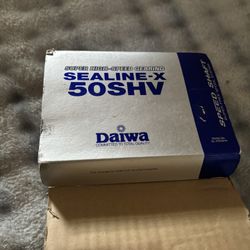 SUPER HIGH-SPEED GEARING
SEALINE-X
50SHV
Daiwa
COMMITTED TO TOTAL QUALITY
SPEED SHAFT